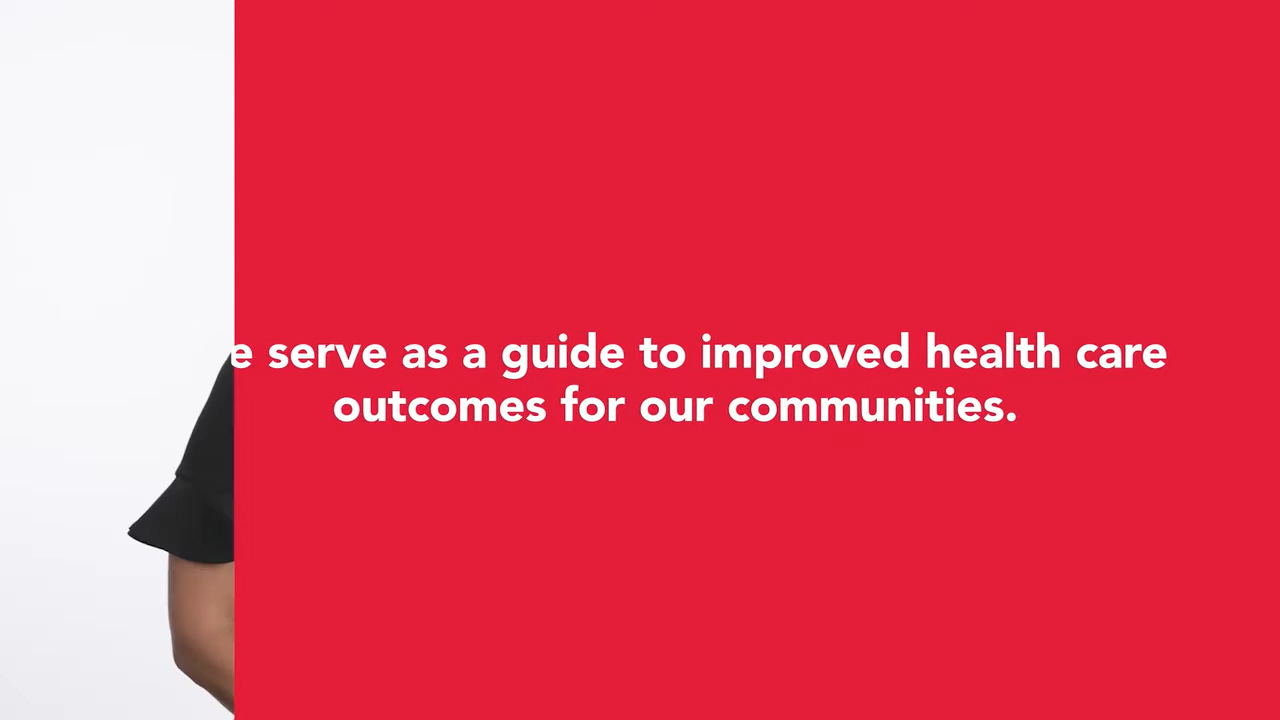 e serve as a guide to improved health care
outcomes for our communities.